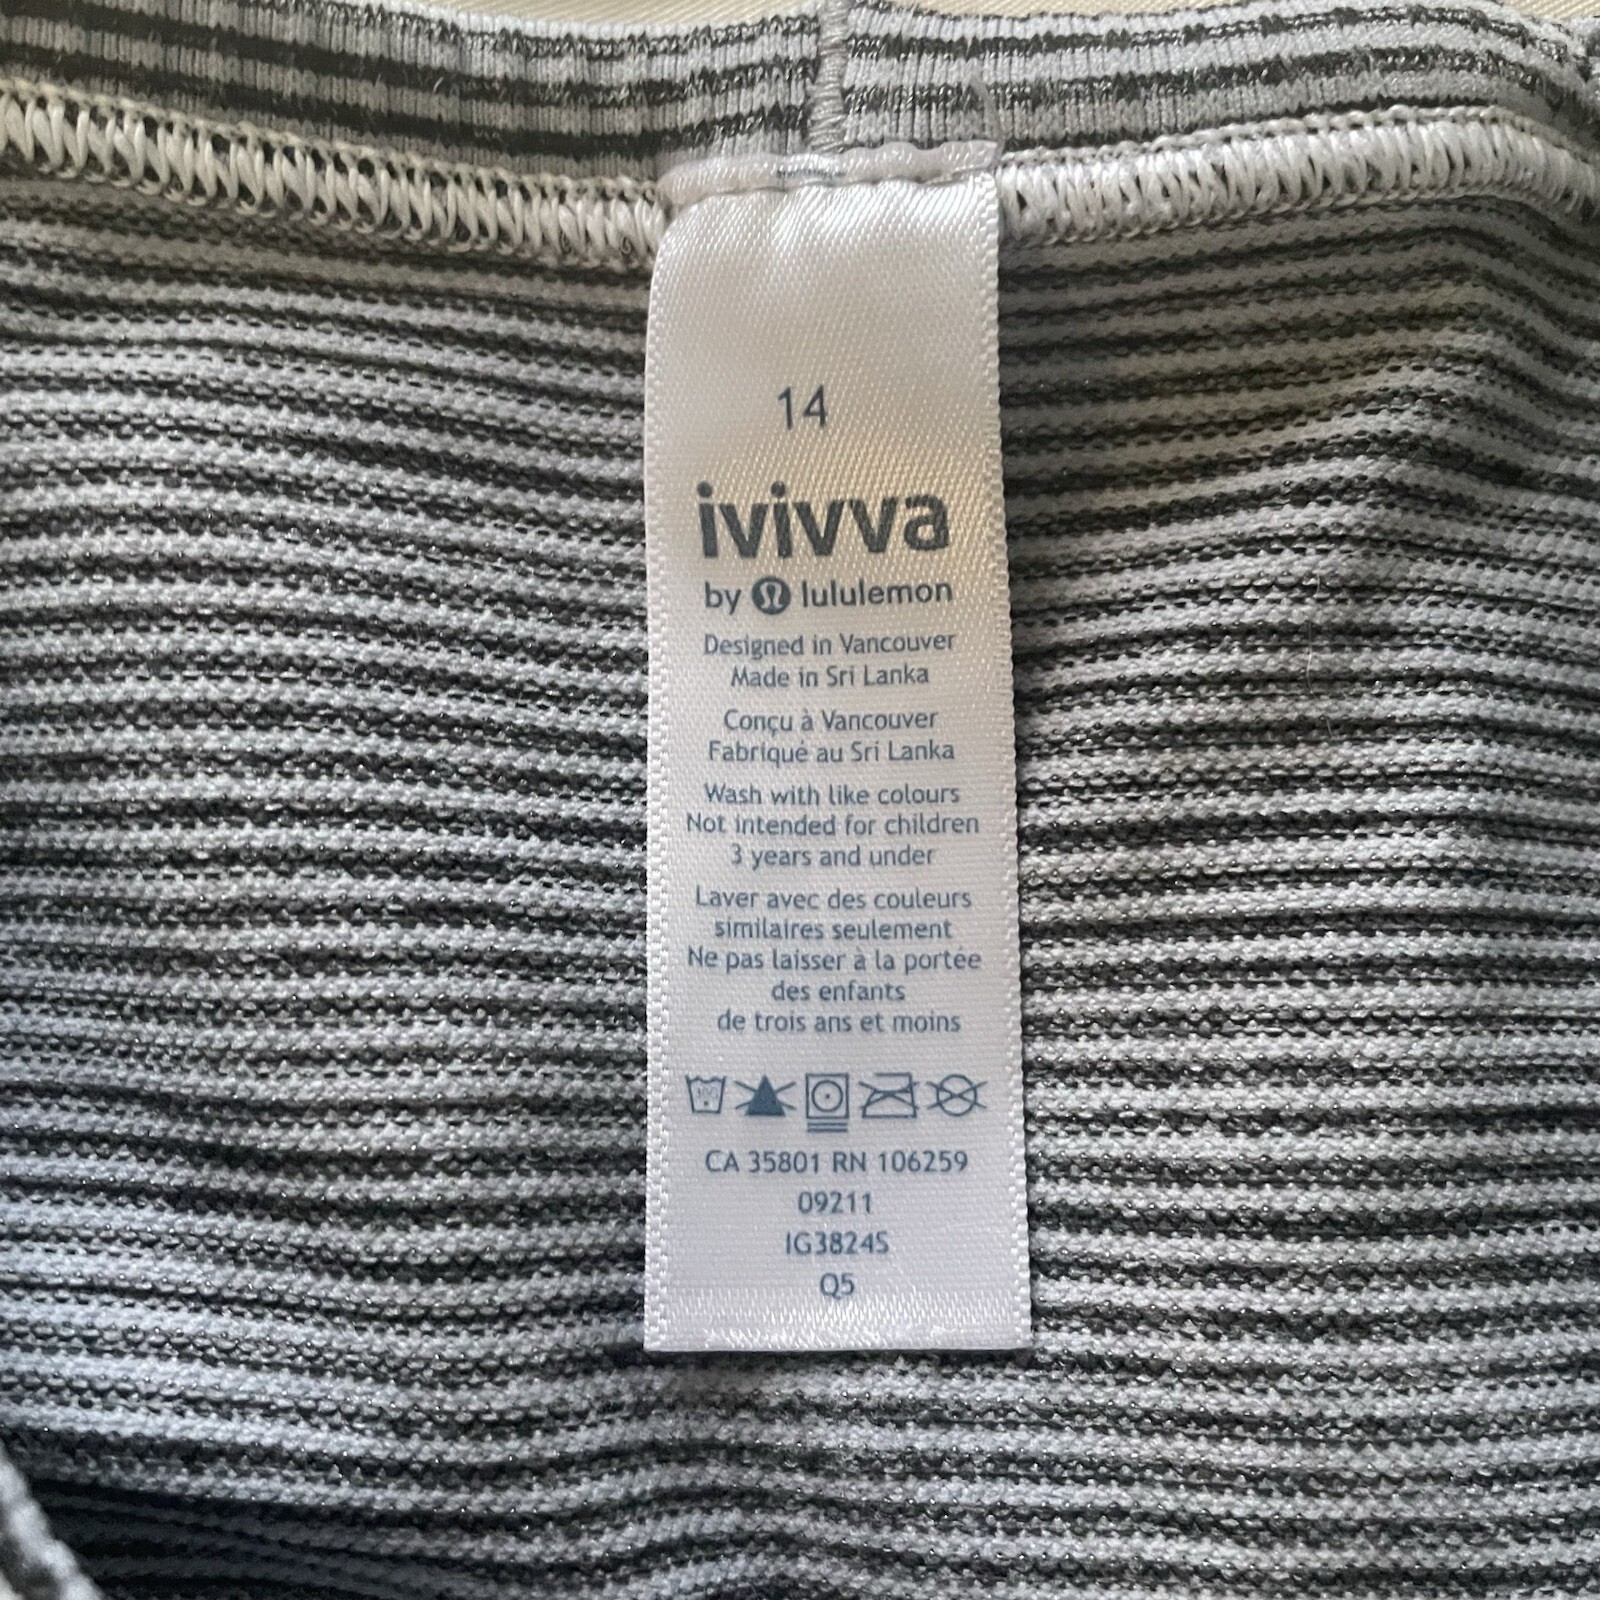 14
ivivva
by lululemon
Designed in Vancouver
Made in Sri Lanka
Conçu à Vancouver
Fabriqué au Sri Lanka
Wash with like colours
Not intended for children
3 years and under
Laver avec des couleurs
similaires seulement
Ne pas laisser à la portée
des enfants
de trois ans et moins
CA 35801 RN 106259
09211
IG3824S
Q5